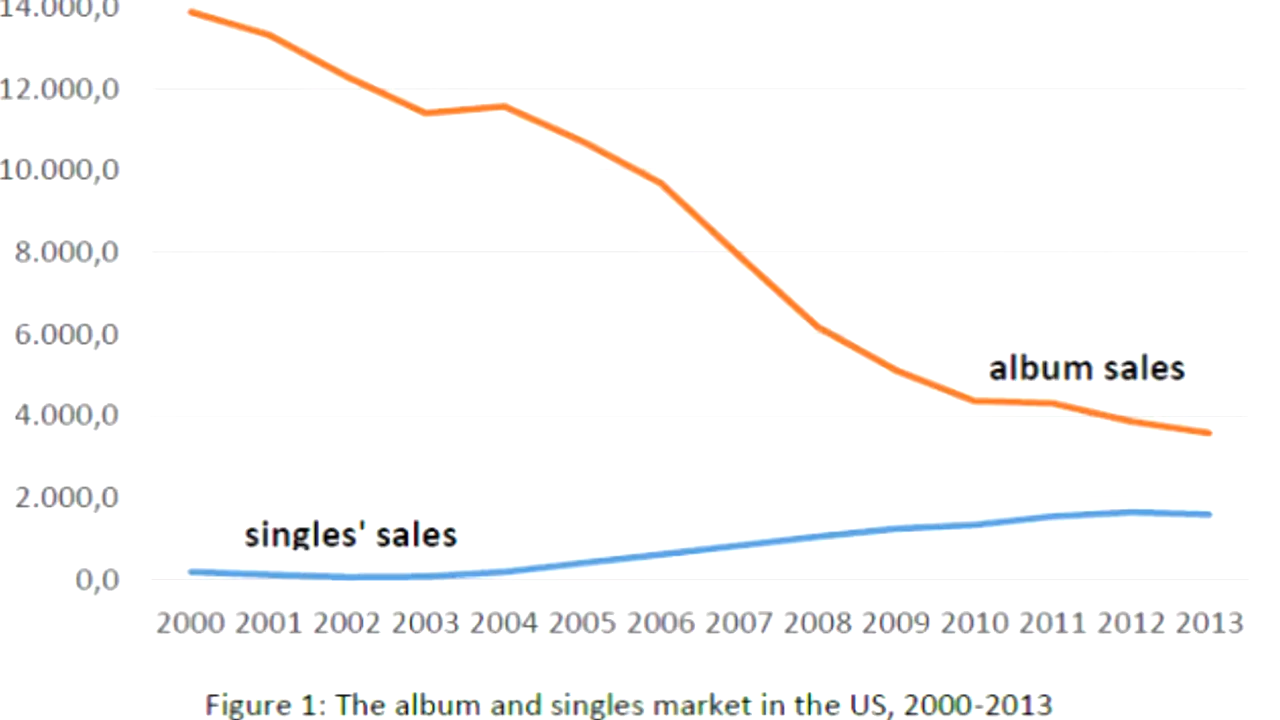 14.000,0
12.000,0
10.000,0
8.000,0
6.000,0
album sales
4.000,0
2.000,0
singles' sales
0,0
2000 2001 2002 2003 2004 2005 2006 2007 2008 2009 2010 2011 2012 2013
Figure 1: The album and singles market in the US, 2000-2013